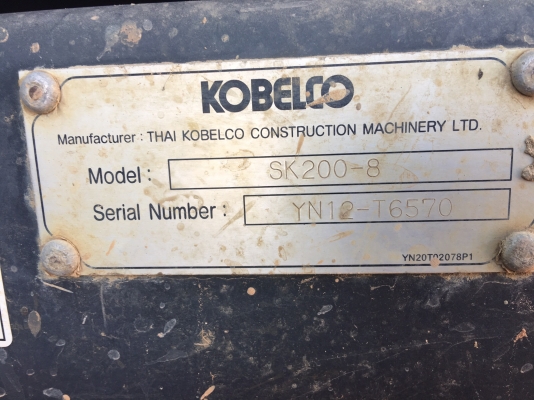 KOBELCO
Manufacturer : THAI KOBELCO CONSTRUCTION MACHINERY LTD.
Model : SK200-8
Serial Number : YN12-T6570
YN20T02078P1